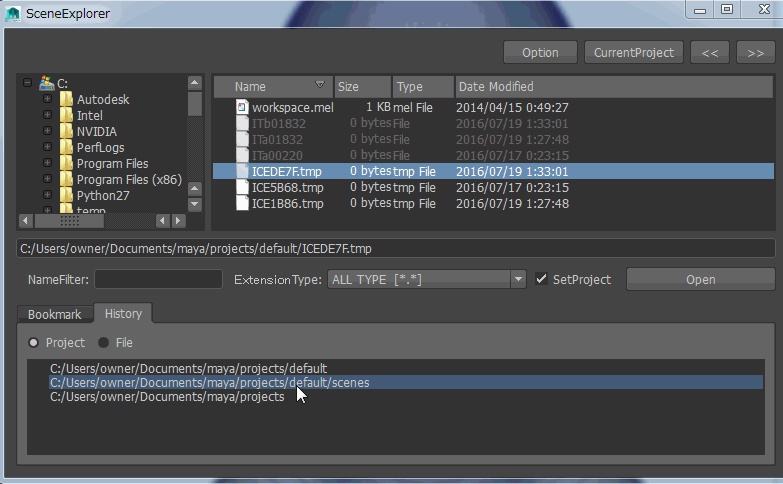 SceneExplorer
Option CurrentProject << >>
C:
Autodesk
Intel
NVIDIA
PerfLogs
Program Files
Program Files (x86)
Python27
temp
Name Size Type Date Modified
workspace.mel 1 KB mel File 2014/04/15 0:49:27
ITb01832 0 bytes File 2016/07/19 1:33:01
ITa01832 0 bytes File 2016/07/19 1:27:48
ITa00220 0 bytes File 2016/07/17 0:23:15
ICEDE7F.tmp 0 bytes tmp File 2016/07/19 1:33:01
ICE5B68.tmp 0 bytes tmp File 2016/07/17 0:23:15
ICE1B86.tmp 0 bytes tmp File 2016/07/19 1:27:48
C:/Users/owner/Documents/maya/projects/default/ICEDE7F.tmp
NameFilter: ExtensionType: ALL TYPE [*.*] SetProject Open
Bookmark History
Project File
C:/Users/owner/Documents/maya/projects/default
C:/Users/owner/Documents/maya/projects/default/scenes
C:/Users/owner/Documents/maya/projects